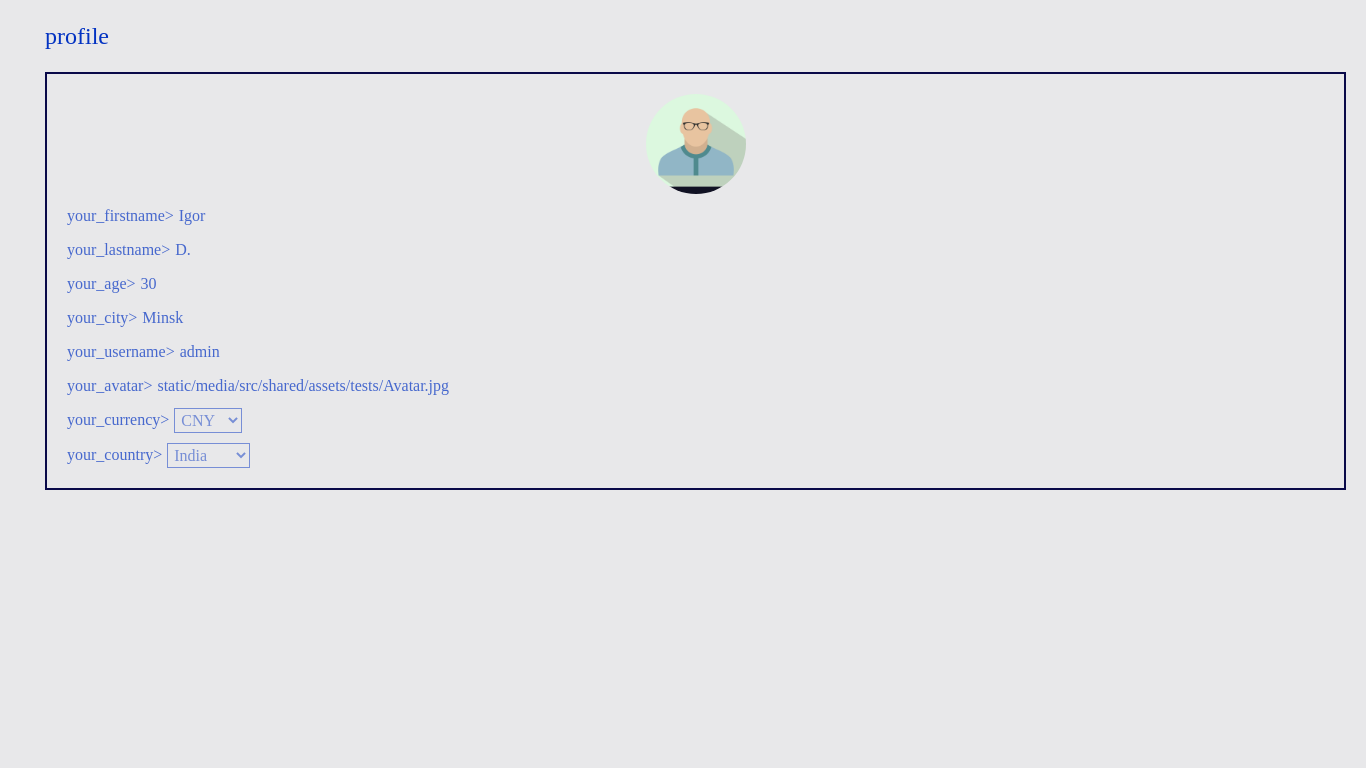 profile
your_firstname> Igor
your_lastname> D.
your_age> 30
your_city> Minsk
your_username> admin
your_avatar> static/media/src/shared/assets/tests/Avatar.jpg
your_currency> CNY
your_country> India